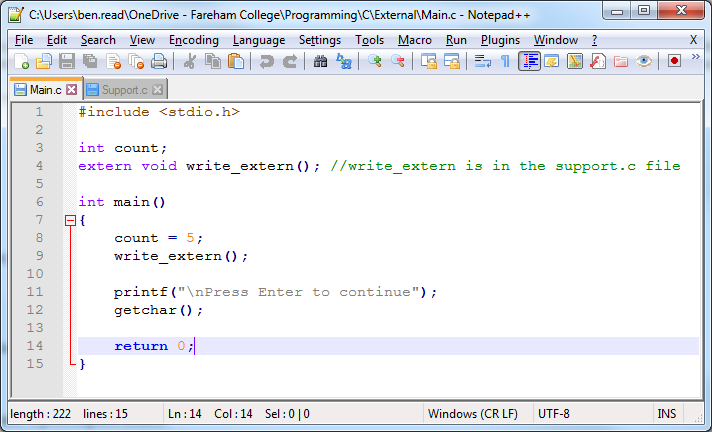 C:\Users\ben.read\OneDrive - Fareham College\Programming\C\External\Main.c - Notepad++
File Edit Search View Encoding Language Settings Tools Macro Run Plugins Window ? X
Main.c Support.c
1 #include <stdio.h>
2
3 int count;
4 extern void write_extern(); //write_extern is in the support.c file
5
6 int main()
7 {
8 count = 5;
9 write_extern();
10
11 printf("\nPress Enter to continue");
12 getchar();
13
14 return 0;
15 }
length : 222 lines : 15 Ln : 14 Col : 14 Sel : 0 | 0 Windows (CR LF) UTF-8 INS